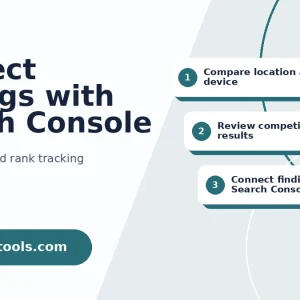 ect
gs with
h Console
d rank tracking
tools.com
1
Compare location
device
2
Review competi
results
3
Connect findi
Search Conso